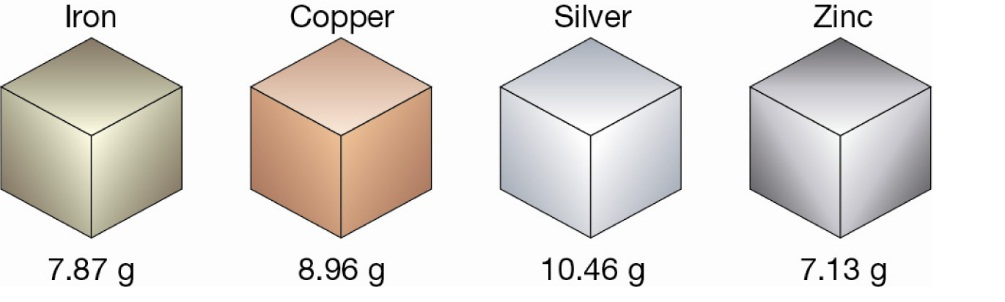 Iron Copper Silver Zinc
7.87 g 8.96 g 10.46 g 7.13 g